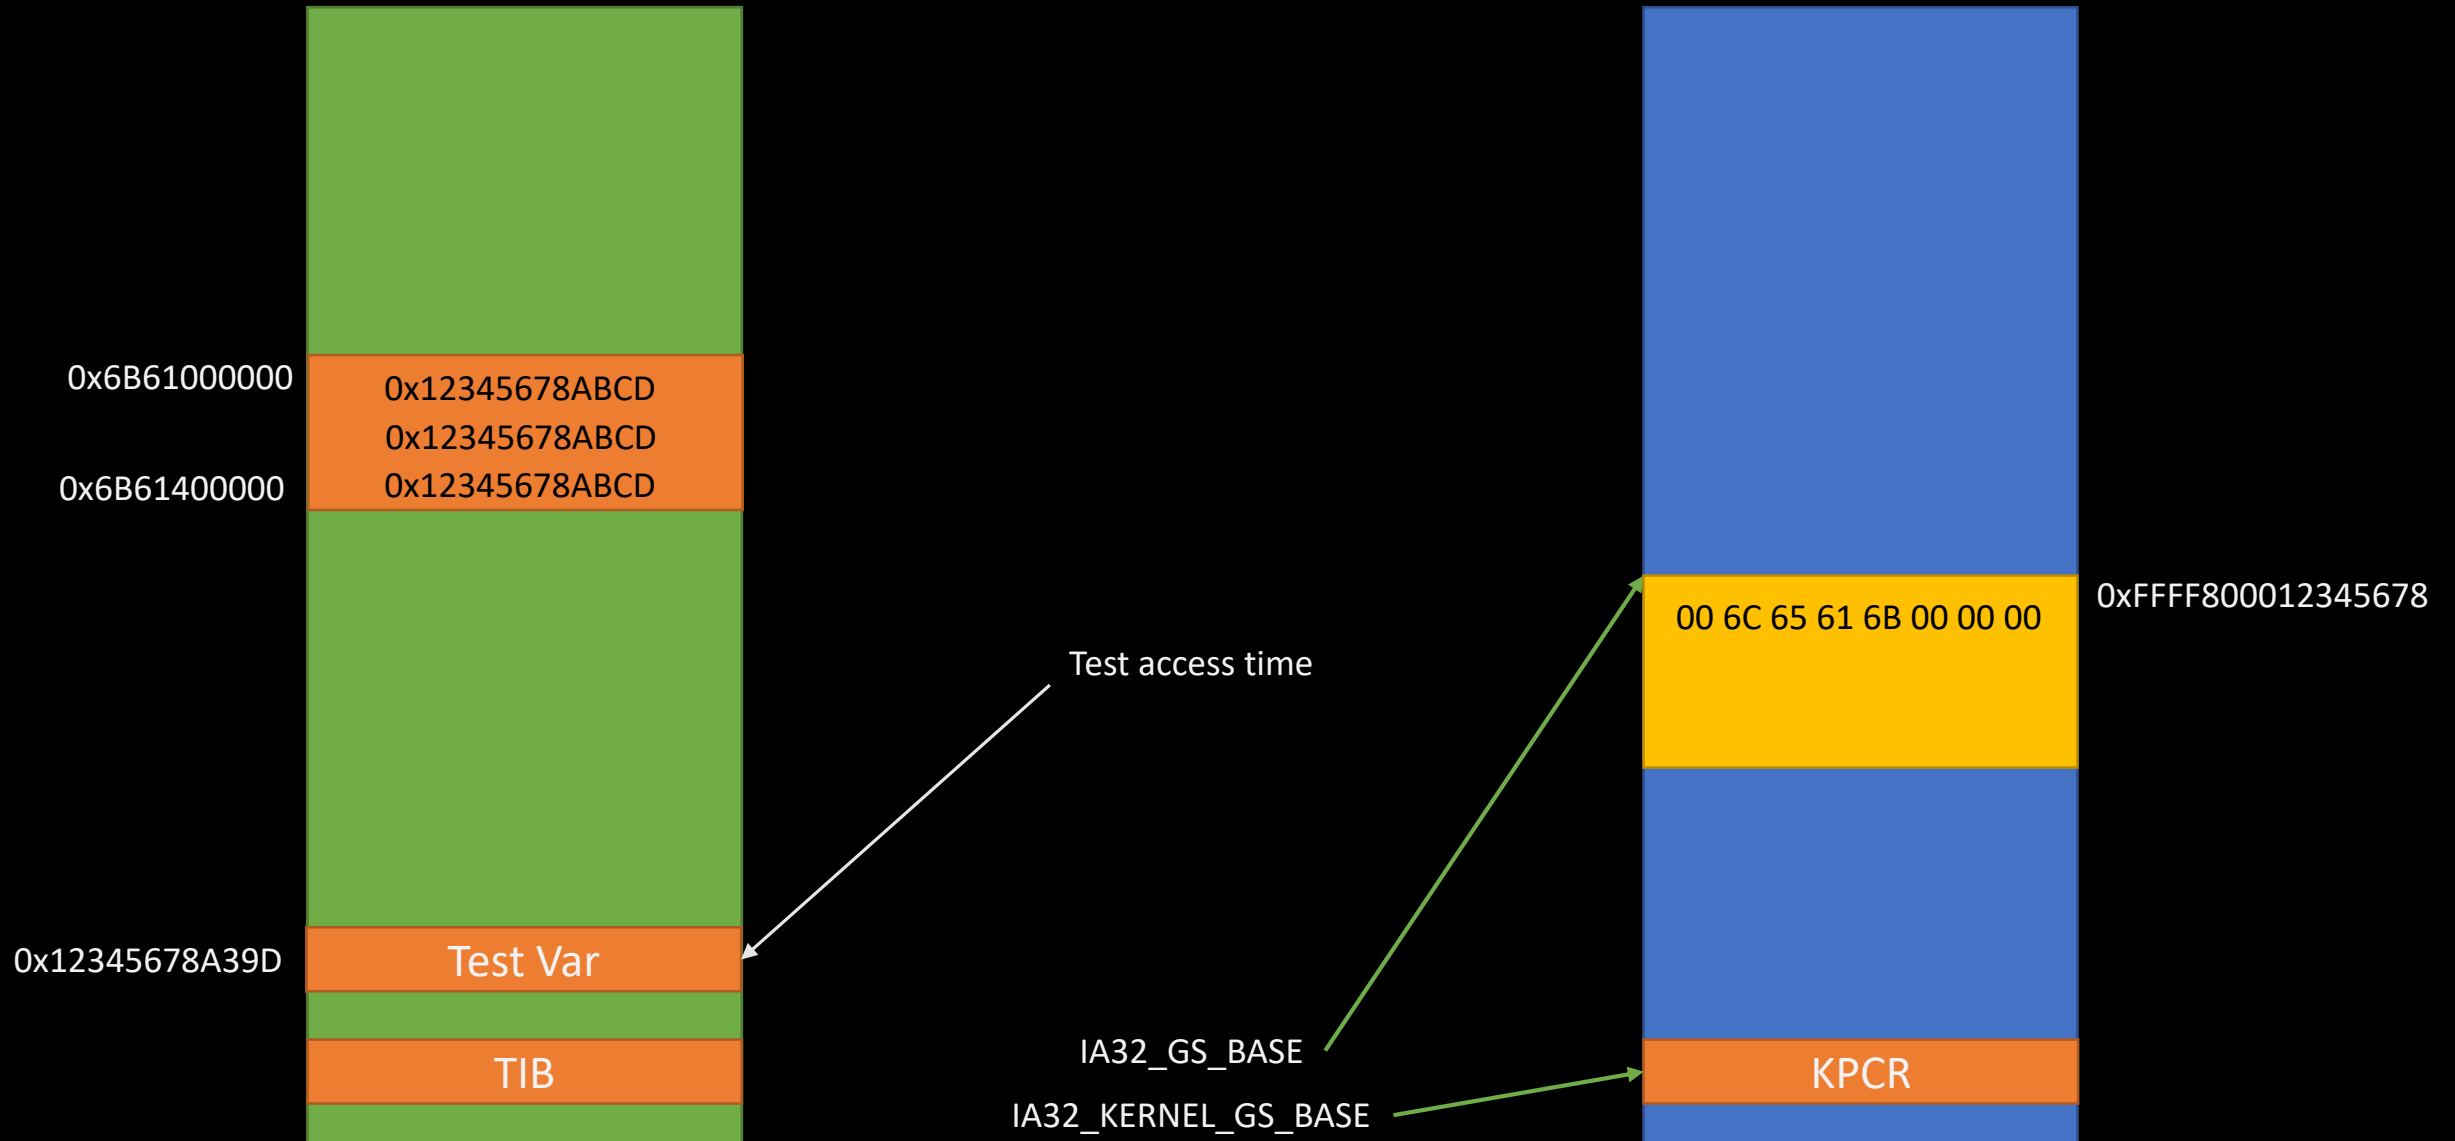 0x6B61000000
0x12345678ABCD
0x12345678ABCD
0x6B61400000
0x12345678ABCD
00 6C 65 61 6B 00 00 00
0xFFFF800012345678
Test access time
0x12345678A39D
Test Var
IA32_GS_BASE
TIB
KPCR
IA32_KERNEL_GS_BASE